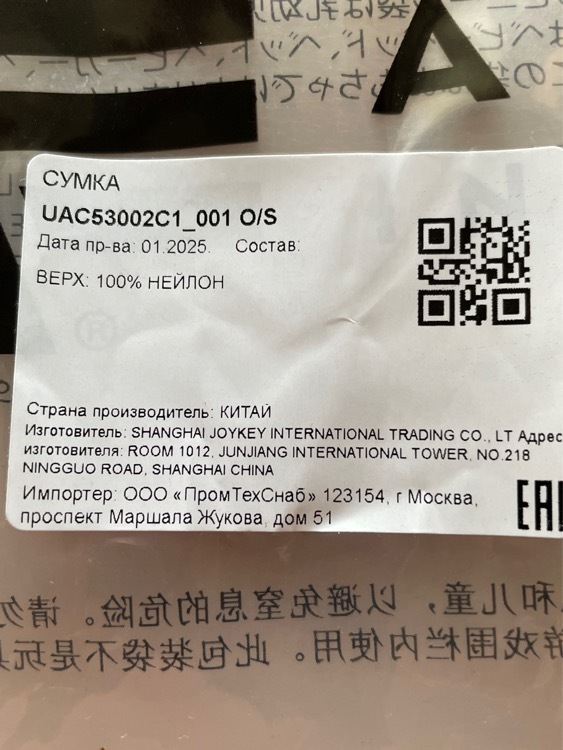 СУМКА
UAC53002C1_001 O/S
Дата пр-ва: 01.2025. Состав:
ВЕРХ: 100% НЕЙЛОН
Страна производитель: КИТАЙ
Изготовитель: SHANGHAI JOYKEY INTERNATIONAL TRADING CO., LT Адрес
изготовителя: ROOM 1012, JUNJIANG INTERNATIONAL TOWER, NO.218
NINGGUO ROAD, SHANGHAI CHINA
Импортер: ООО «ПромТехСнаб» 123154, г Москва,
проспект Маршала Жукова, дом 51
EAC
和儿童，以避免窒息的危险。请勿
游戏围栏内使用。此包装袋不是玩